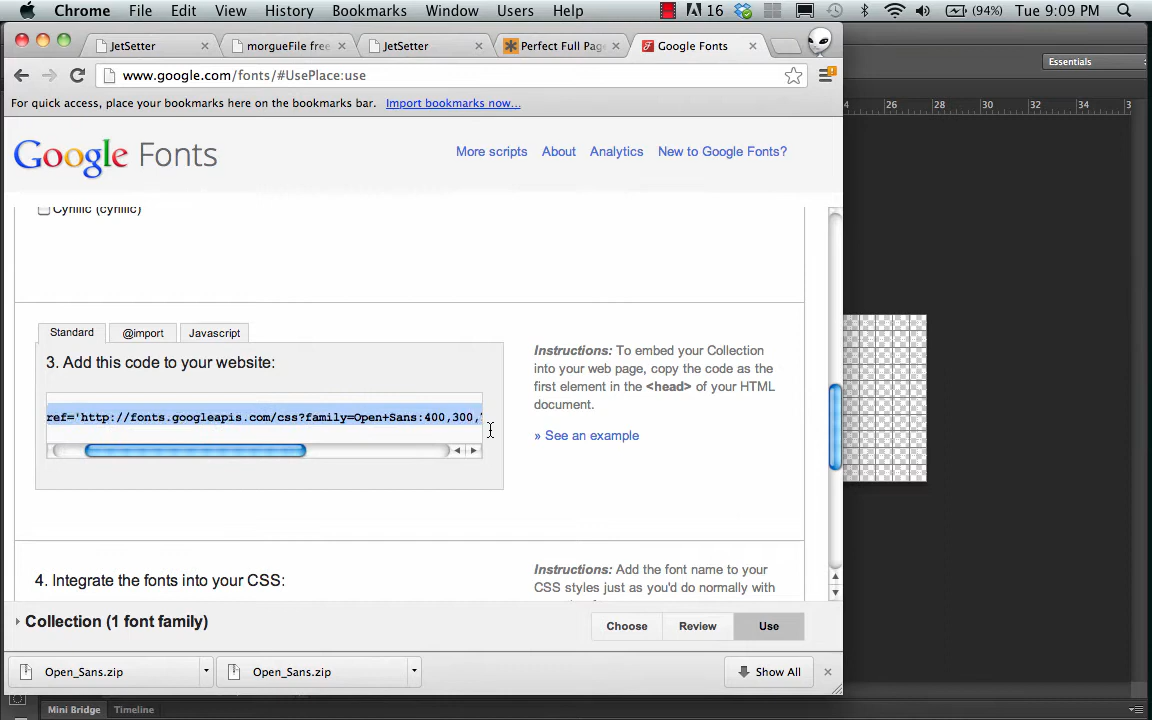 Chrome File Edit View History Bookmarks Window Users Help 16 (94%) Tue 9:09 PM
JetSetter
morgueFile free
JetSetter
Perfect Full Page
Google Fonts
www.google.com/fonts/#UsePlace:use
For quick access, place your bookmarks here on the bookmarks bar. Import bookmarks now...
Essentials
26 28 30 32 34 3
Google Fonts
More scripts About Analytics New to Google Fonts?
Cyrillic (cyrillic)
Standard @import Javascript
3. Add this code to your website:
ref='http://fonts.googleapis.com/css?family=Open+Sans:400,300,
Instructions: To embed your Collection
into your web page, copy the code as the
first element in the <head> of your HTML
document.
» See an example
4. Integrate the fonts into your CSS:
Instructions: Add the font name to your
CSS styles just as you'd do normally with
Collection (1 font family)
Choose Review Use
Open_Sans.zip
Open_Sans.zip
Show All
Mini Bridge Timeline